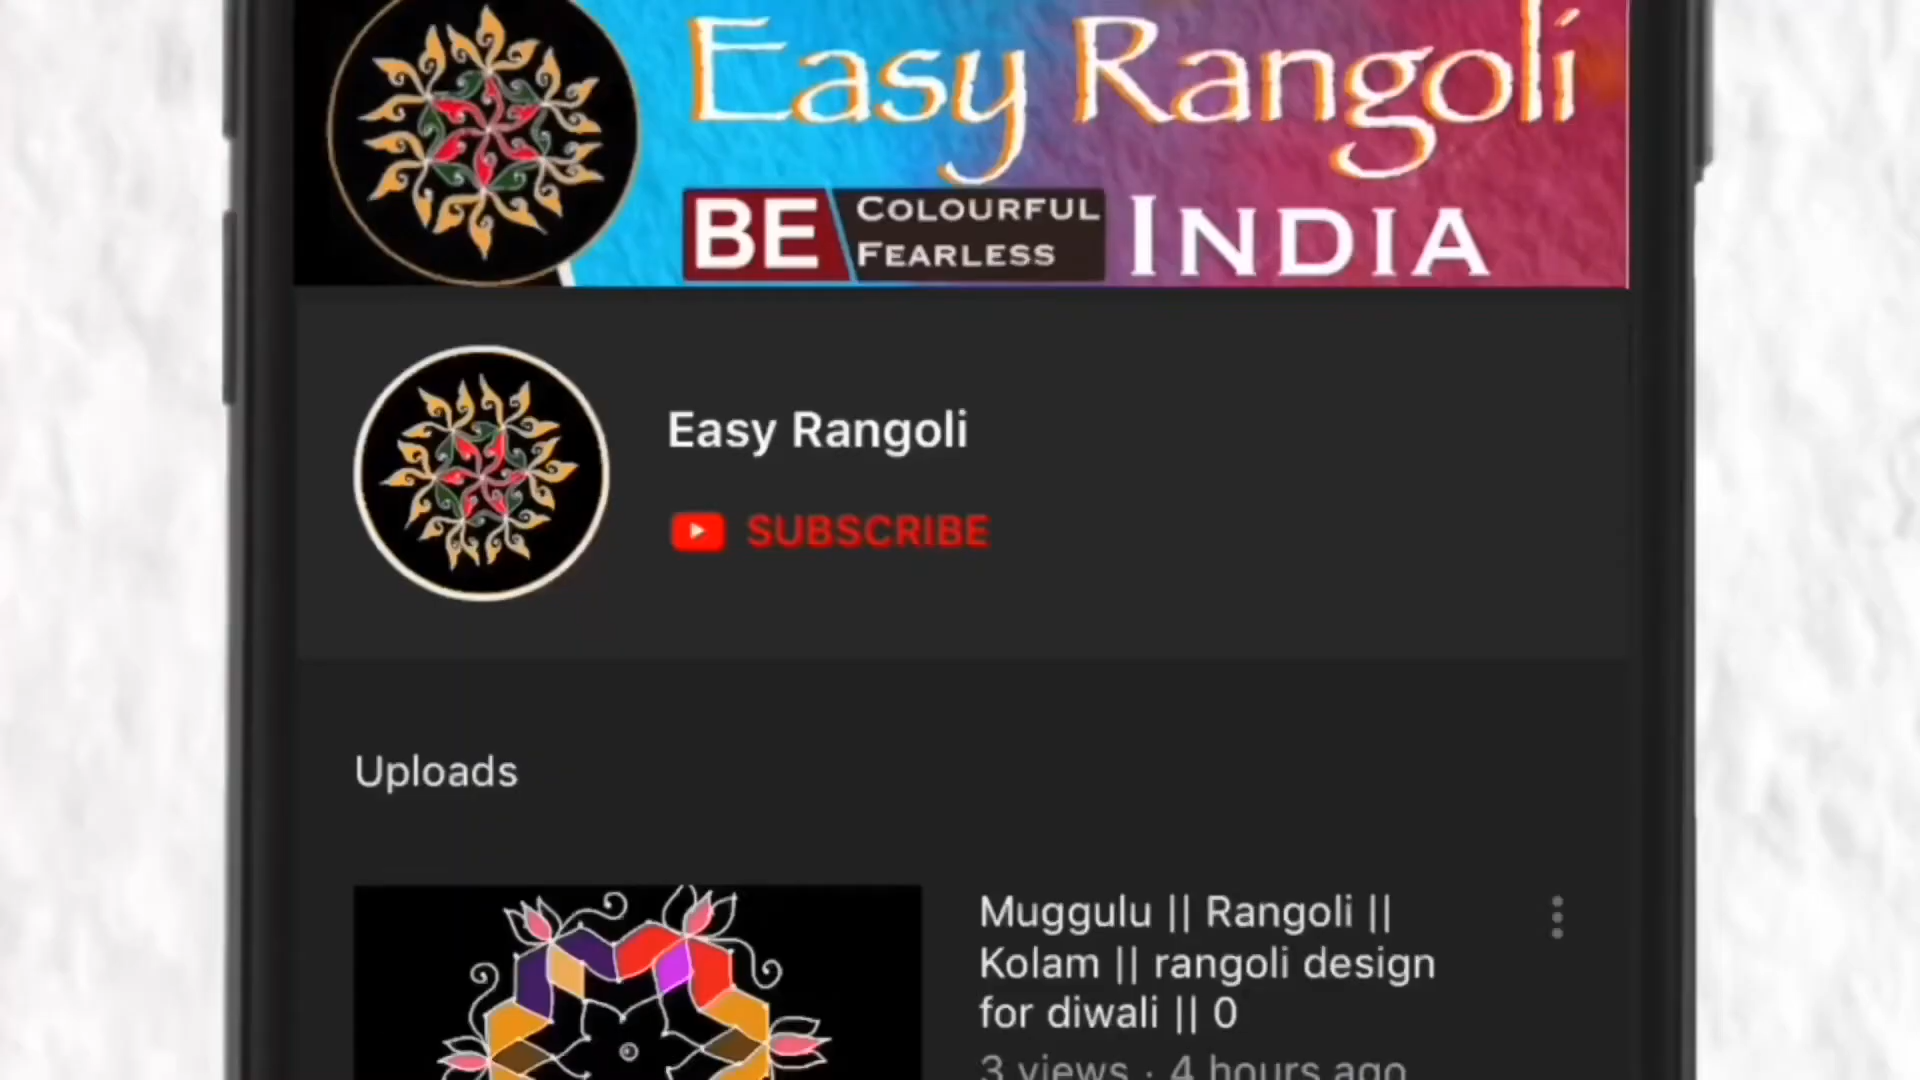 Easy Rangoli
BE COLOURFUL FEARLESS INDIA
Easy Rangoli
SUBSCRIBE
Uploads
Muggulu || Rangoli ||
Kolam || rangoli design
for diwali || 0
3 views · 4 hours ago